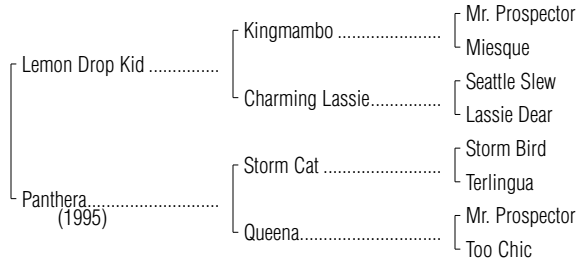 Mr. Prospector
Kingmambo ....................
Miesque
Lemon Drop Kid ..............
Seattle Slew
Charming Lassie..............
Lassie Dear
Storm Bird
Storm Cat .......................
Terlingua
Panthera..........................
(1995)
Mr. Prospector
Queena............................
Too Chic